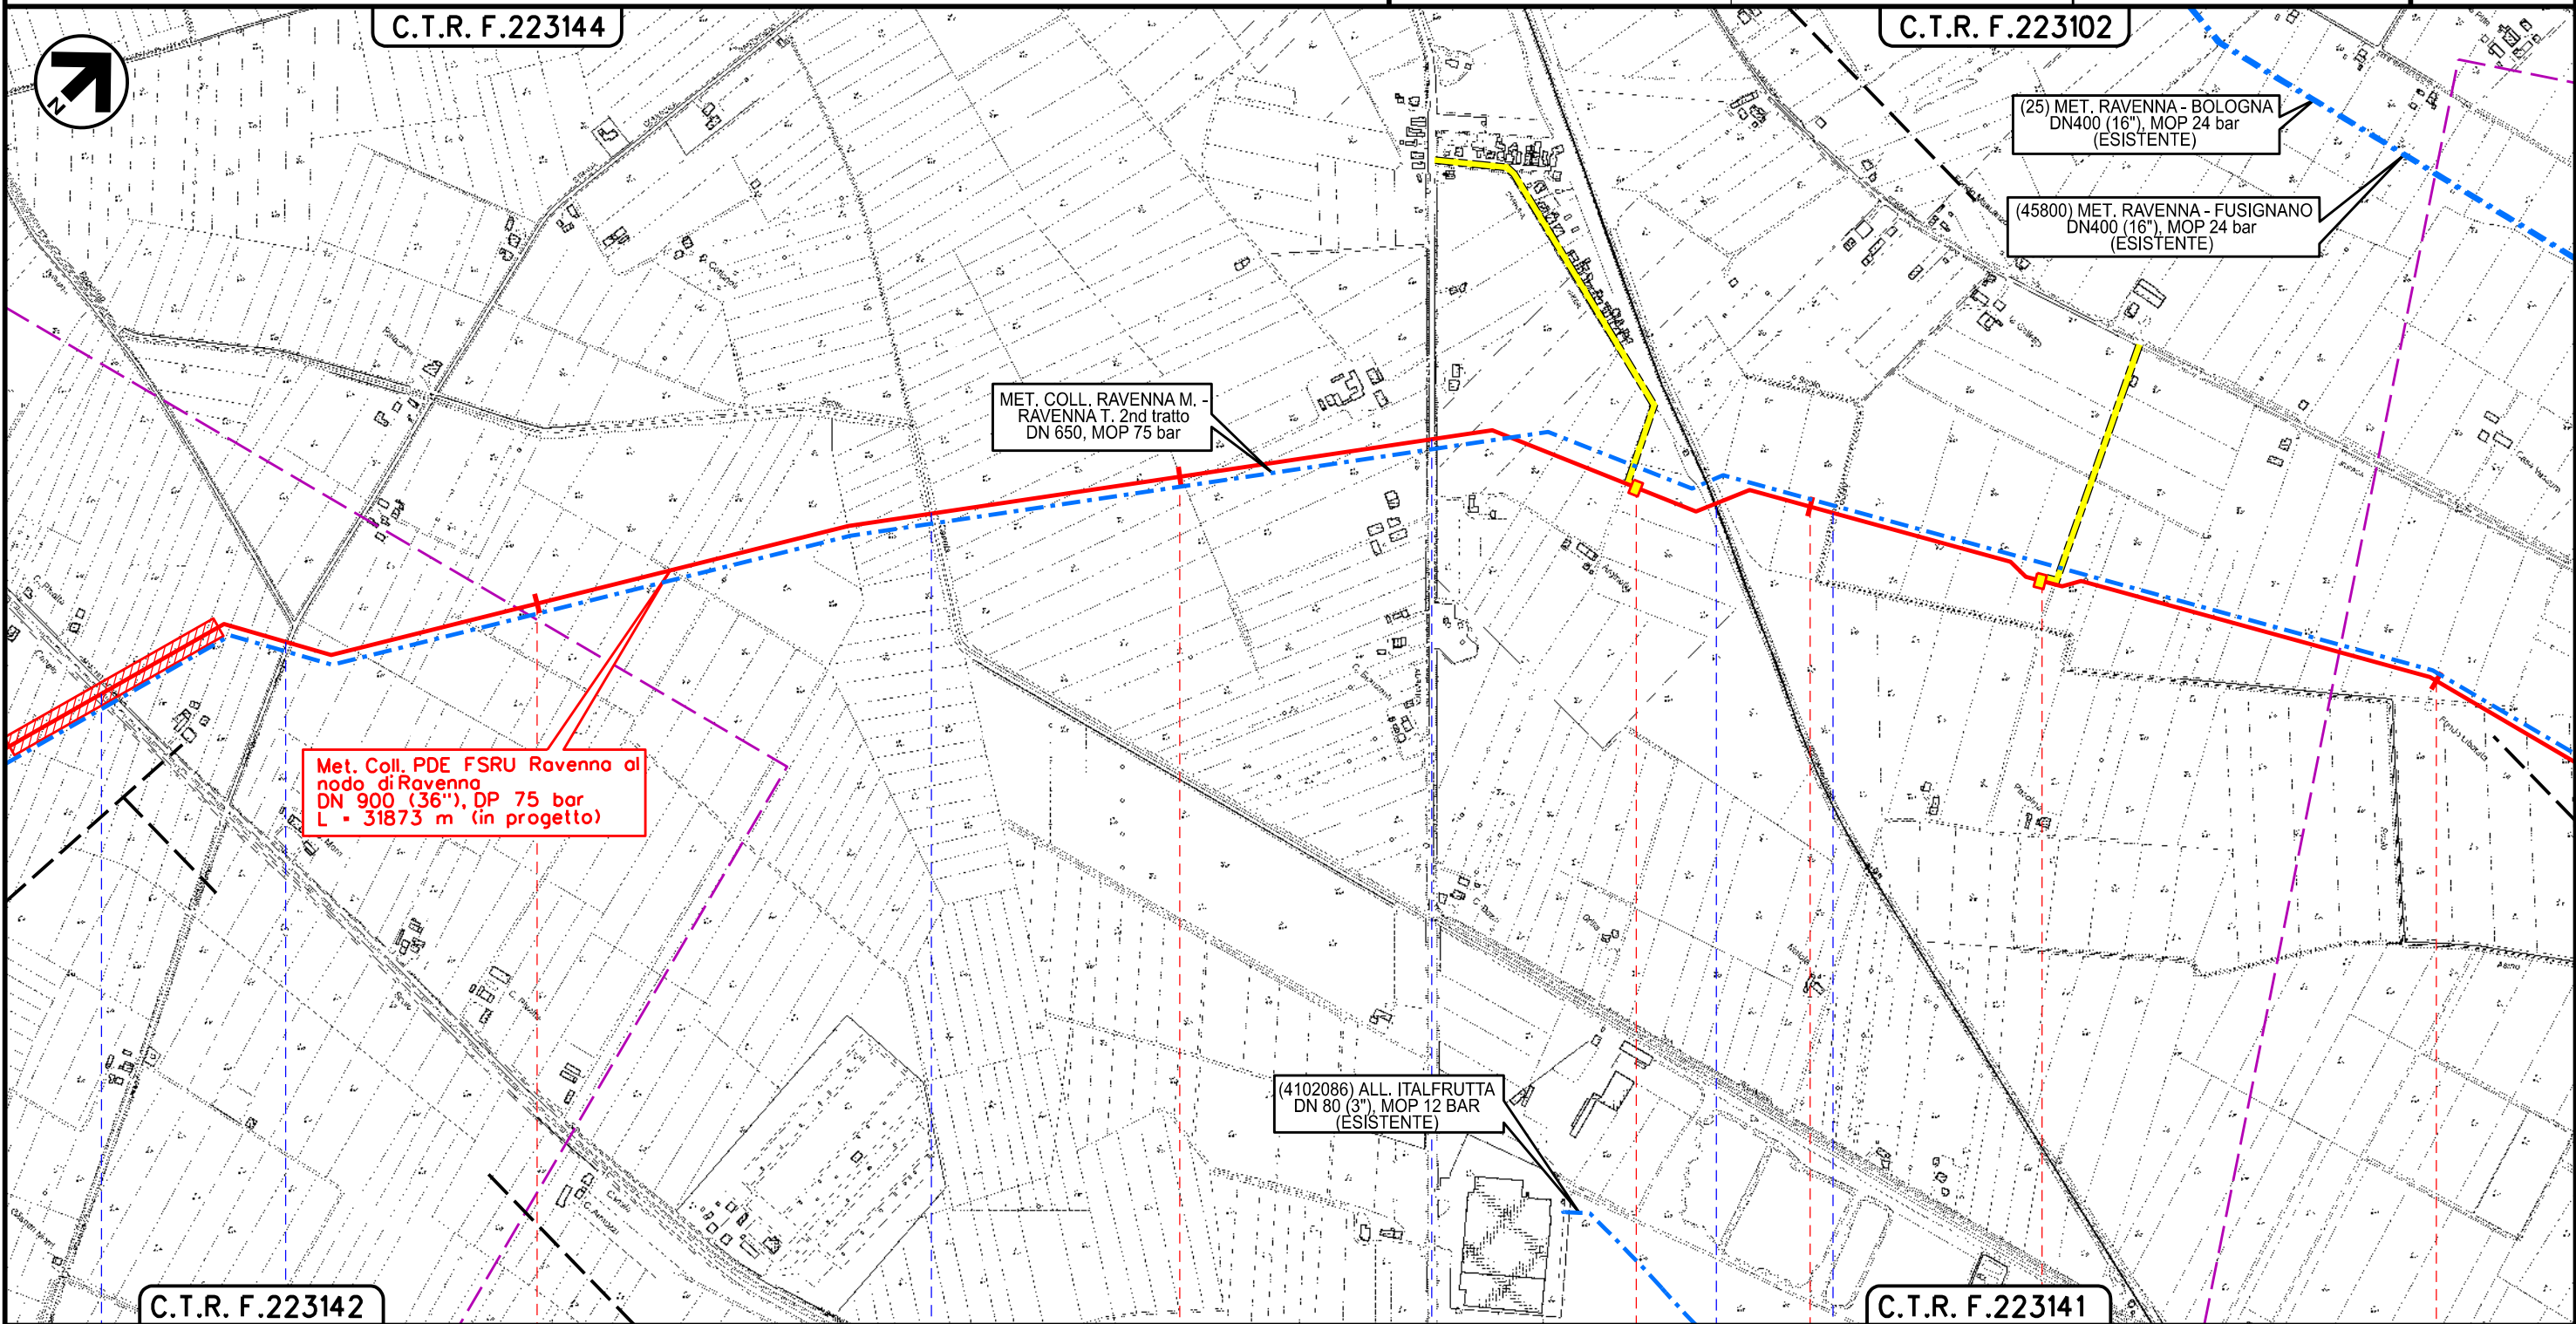 C.T.R. F.223144
C.T.R. F.223102
N
(25) MET. RAVENNA - BOLOGNA
DN400 (16"), MOP 24 bar
(ESISTENTE)
(45800) MET. RAVENNA - FUSIGNANO
DN400 (16"), MOP 24 bar
(ESISTENTE)
MET. COLL. RAVENNA M. -
RAVENNA T. 2nd tratto
DN 650, MOP 75 bar
Met. Coll. PDE FSRU Ravenna al
nodo di Ravenna
DN 900 (36"), DP 75 bar
L = 31873 m (in progetto)
(4102086) ALL. ITALFRUTTA
DN 80 (3"), MOP 12 BAR
(ESISTENTE)
C.T.R. F.223142
C.T.R. F.223141